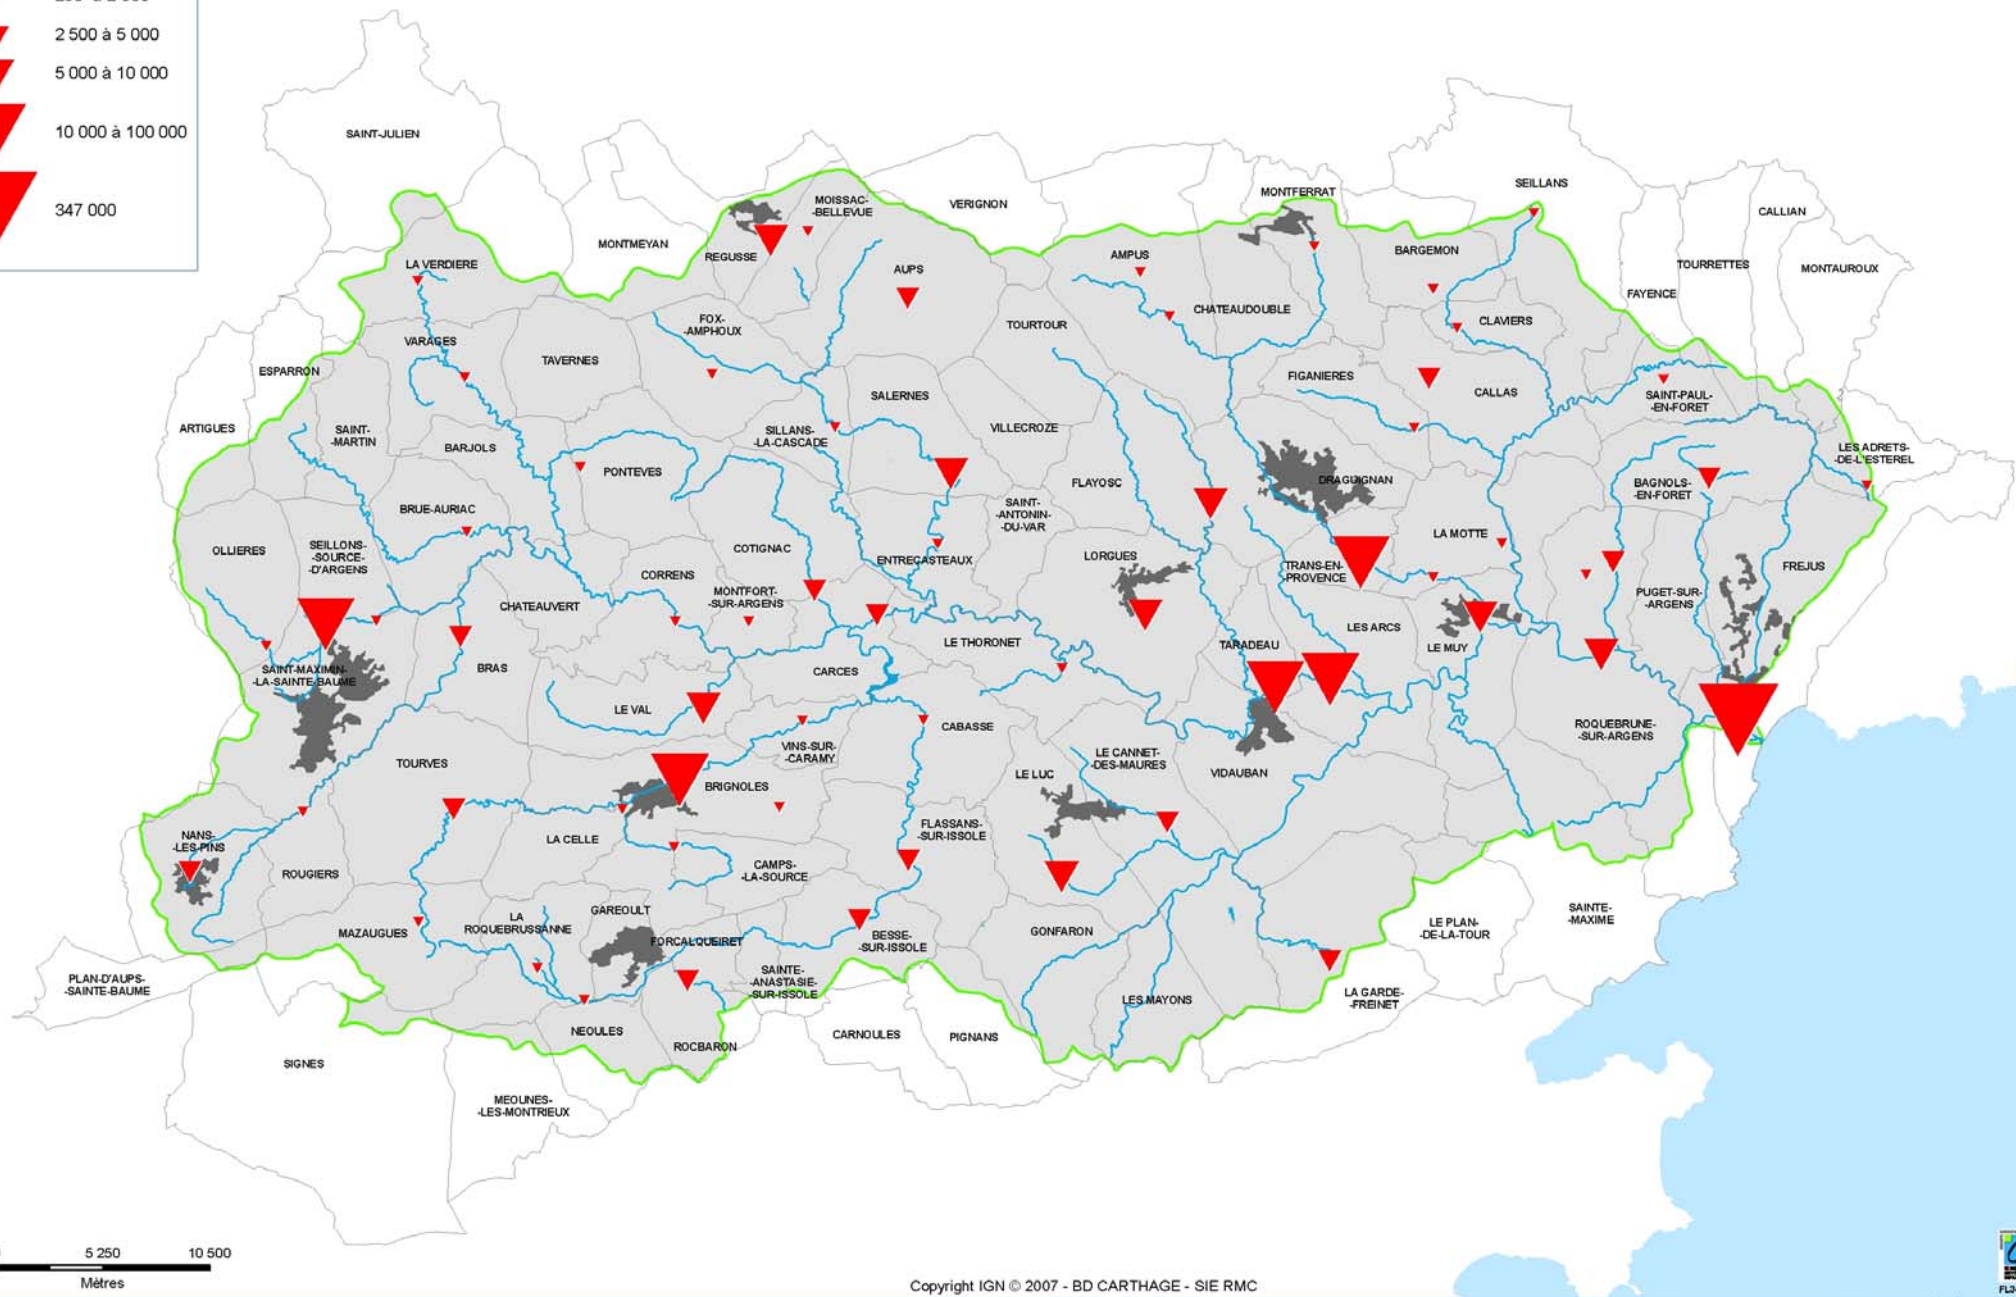 2 500 à 5 000
5 000 à 10 000
10 000 à 100 000
347 000
SAINT-JULIEN
MOISSAC-
-BELLEVUE
VERIGNON
MONTFERRAT
SEILLANS
CALLIAN
MONTMEYAN
REGUSSE
LA VERDIERE
AUPS
AMPUS
BARGEMON
TOURRETTES
MONTAUROUX
FAYENCE
FOX-
-AMPHOUX
TOURTOUR
CHATEAUDOUBLE
CLAVIERS
VARAGES
TAVERNES
ESPARRON
FIGANIERES
CALLAS
SALERNES
SAINT-PAUL-
-EN-FORET
ARTIGUES
SAINT-
-MARTIN
BARJOLS
SILLANS-
-LA-CASCADE
VILLECROZE
LES ADRETS-
-DE-L'ESTEREL
PONTEVES
FLAYOSC
DRAGUIGNAN
BAGNOLS-
-EN-FORET
BRUE-AURIAC
SAINT-
-ANTONIN-
-DU-VAR
OLLIERES
SEILLONS-
-SOURCE-
-D'ARGENS
COTIGNAC
ENTRECASTEAUX
LORGUES
LA MOTTE
TRANS-EN-
-PROVENCE
FREJUS
CORRENS
MONTFORT-
-SUR-ARGENS
CHATEAUVERT
PUGET-SUR-
-ARGENS
LE THORONET
LES ARCS
TARADEAU
LE MUY
SAINT-MAXIMIN-
-LA-SAINTE-BAUME
BRAS
CARCES
LE VAL
CABASSE
ROQUEBRUNE-
-SUR-ARGENS
TOURVES
VINS-SUR-
-CARAMY
LE CANNET-
-DES-MAURES
LE LUC
VIDAUBAN
BRIGNOLES
NANS-
-LES-PINS
LA CELLE
FLASSANS-
-SUR-ISSOLE
ROUGIERS
CAMPS-
-LA-SOURCE
MAZAUGUES
LA
ROQUEBRUSSANNE
GAREOULT
FORCALQUEIRET
BESSE-
-SUR-ISSOLE
GONFARON
LE PLAN-
-DE-LA-TOUR
SAINTE-
-MAXIME
PLAN-D'AUPS-
-SAINTE-BAUME
SAINTE-
-ANASTASIE-
-SUR-ISSOLE
LES MAYONS
LA GARDE-
-FREINET
NEOULES
ROCBARON
CARNOULES
PIGNANS
SIGNES
MEOUNES-
-LES-MONTRIEUX
5 250 10 500
Mètres
Copyright IGN © 2007 - BD CARTHAGE - SIE RMC